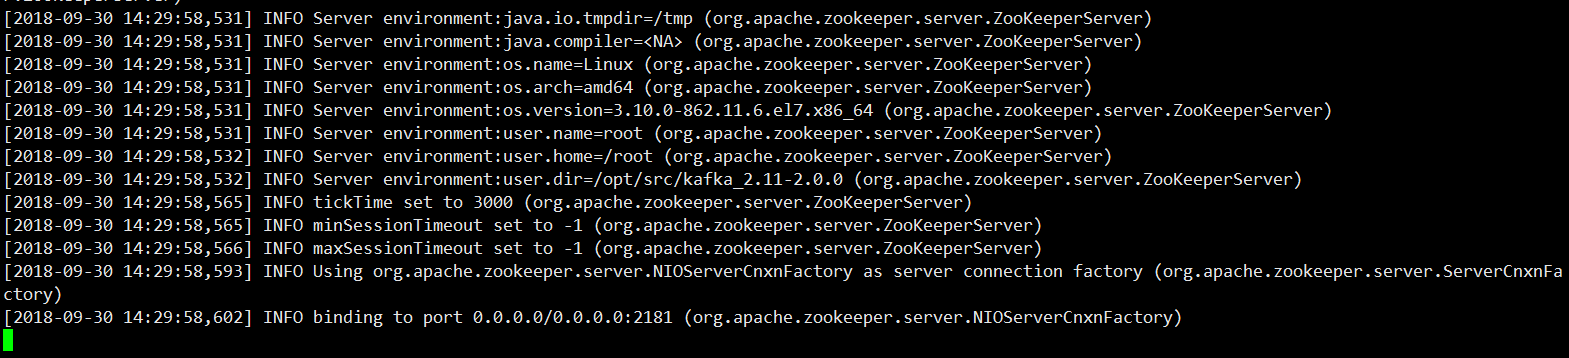 [2018-09-30 14:29:58,531] INFO Server environment:java.io.tmpdir=/tmp (org.apache.zookeeper.server.ZooKeeperServer)
[2018-09-30 14:29:58,531] INFO Server environment:java.compiler=<NA> (org.apache.zookeeper.server.ZooKeeperServer)
[2018-09-30 14:29:58,531] INFO Server environment:os.name=Linux (org.apache.zookeeper.server.ZooKeeperServer)
[2018-09-30 14:29:58,531] INFO Server environment:os.arch=amd64 (org.apache.zookeeper.server.ZooKeeperServer)
[2018-09-30 14:29:58,531] INFO Server environment:os.version=3.10.0-862.11.6.el7.x86_64 (org.apache.zookeeper.server.ZooKeeperServer)
[2018-09-30 14:29:58,531] INFO Server environment:user.name=root (org.apache.zookeeper.server.ZooKeeperServer)
[2018-09-30 14:29:58,532] INFO Server environment:user.home=/root (org.apache.zookeeper.server.ZooKeeperServer)
[2018-09-30 14:29:58,532] INFO Server environment:user.dir=/opt/src/kafka_2.11-2.0.0 (org.apache.zookeeper.server.ZooKeeperServer)
[2018-09-30 14:29:58,565] INFO tickTime set to 3000 (org.apache.zookeeper.server.ZooKeeperServer)
[2018-09-30 14:29:58,565] INFO minSessionTimeout set to -1 (org.apache.zookeeper.server.ZooKeeperServer)
[2018-09-30 14:29:58,566] INFO maxSessionTimeout set to -1 (org.apache.zookeeper.server.ZooKeeperServer)
[2018-09-30 14:29:58,593] INFO Using org.apache.zookeeper.server.NIOServerCnxnFactory as server connection factory (org.apache.zookeeper.server.ServerCnxnFa
ctory)
[2018-09-30 14:29:58,602] INFO binding to port 0.0.0.0/0.0.0.0:2181 (org.apache.zookeeper.server.NIOServerCnxnFactory)